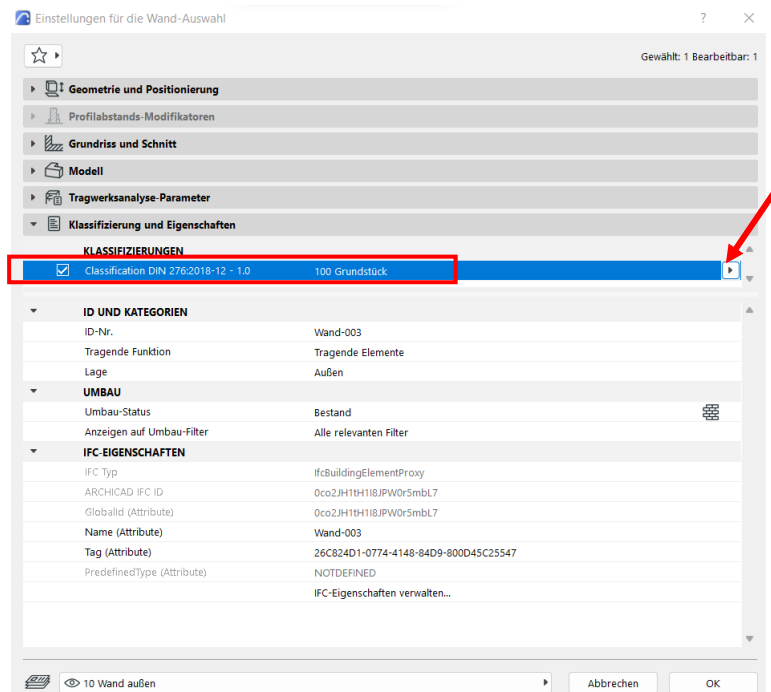 Einstellungen für die Wand-Auswahl ?
Gewählt: 1 Bearbeitbar: 1
Geometrie und Positionierung
Profilabstands-Modifikatoren
Grundriss und Schnitt
Modell
Tragwerksanalyse-Parameter
Klassifizierung und Eigenschaften
KLASSIFIZIERUNGEN
Classification DIN 276:2018-12 - 1.0 100 Grundstück
ID UND KATEGORIEN
ID-Nr. Wand-003
Tragende Funktion Tragende Elemente
Lage Außen
UMBAU
Umbau-Status Bestand
Anzeigen auf Umbau-Filter Alle relevanten Filter
IFC-EIGENSCHAFTEN
IFC Typ IfcBuildingElementProxy
ARCHICAD IFC ID 0co2JH1tH1I8JPW0r5mbL7
GlobalId (Attribute) 0co2JH1tH1I8JPW0r5mbL7
Name (Attribute) Wand-003
Tag (Attribute) 26C824D1-0774-4148-84D9-800D45C25547
PredefinedType (Attribute) NOTDEFINED
IFC-Eigenschaften verwalten...
10 Wand außen Abbrechen OK